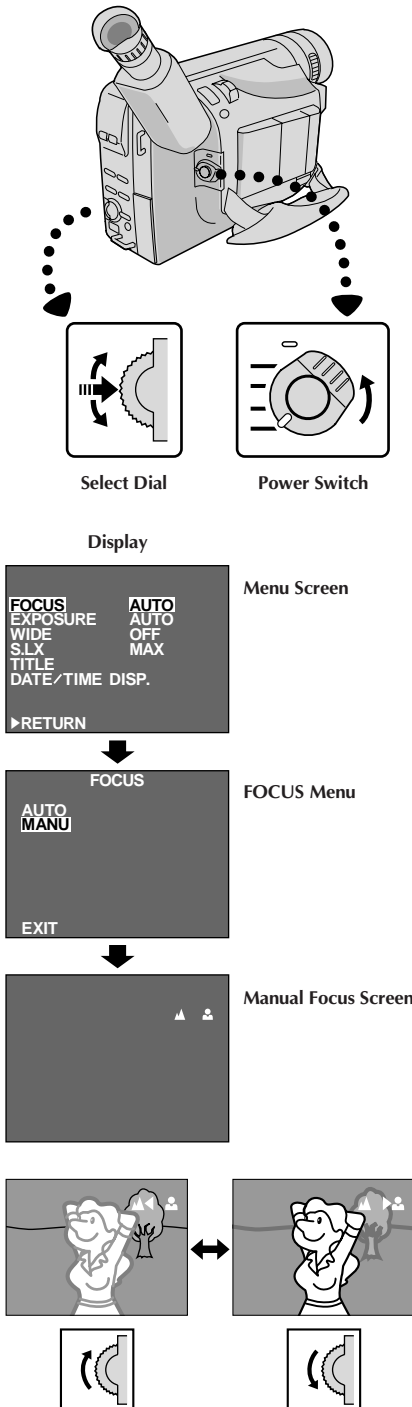 Select Dial
Power Switch
Display
Menu Screen
FOCUS AUTO
EXPOSURE AUTO
WIDE OFF
S.LX MAX
TITLE
DATE/TIME DISP.
▶RETURN
FOCUS
FOCUS Menu
AUTO
MANU
EXIT
Manual Focus Screen